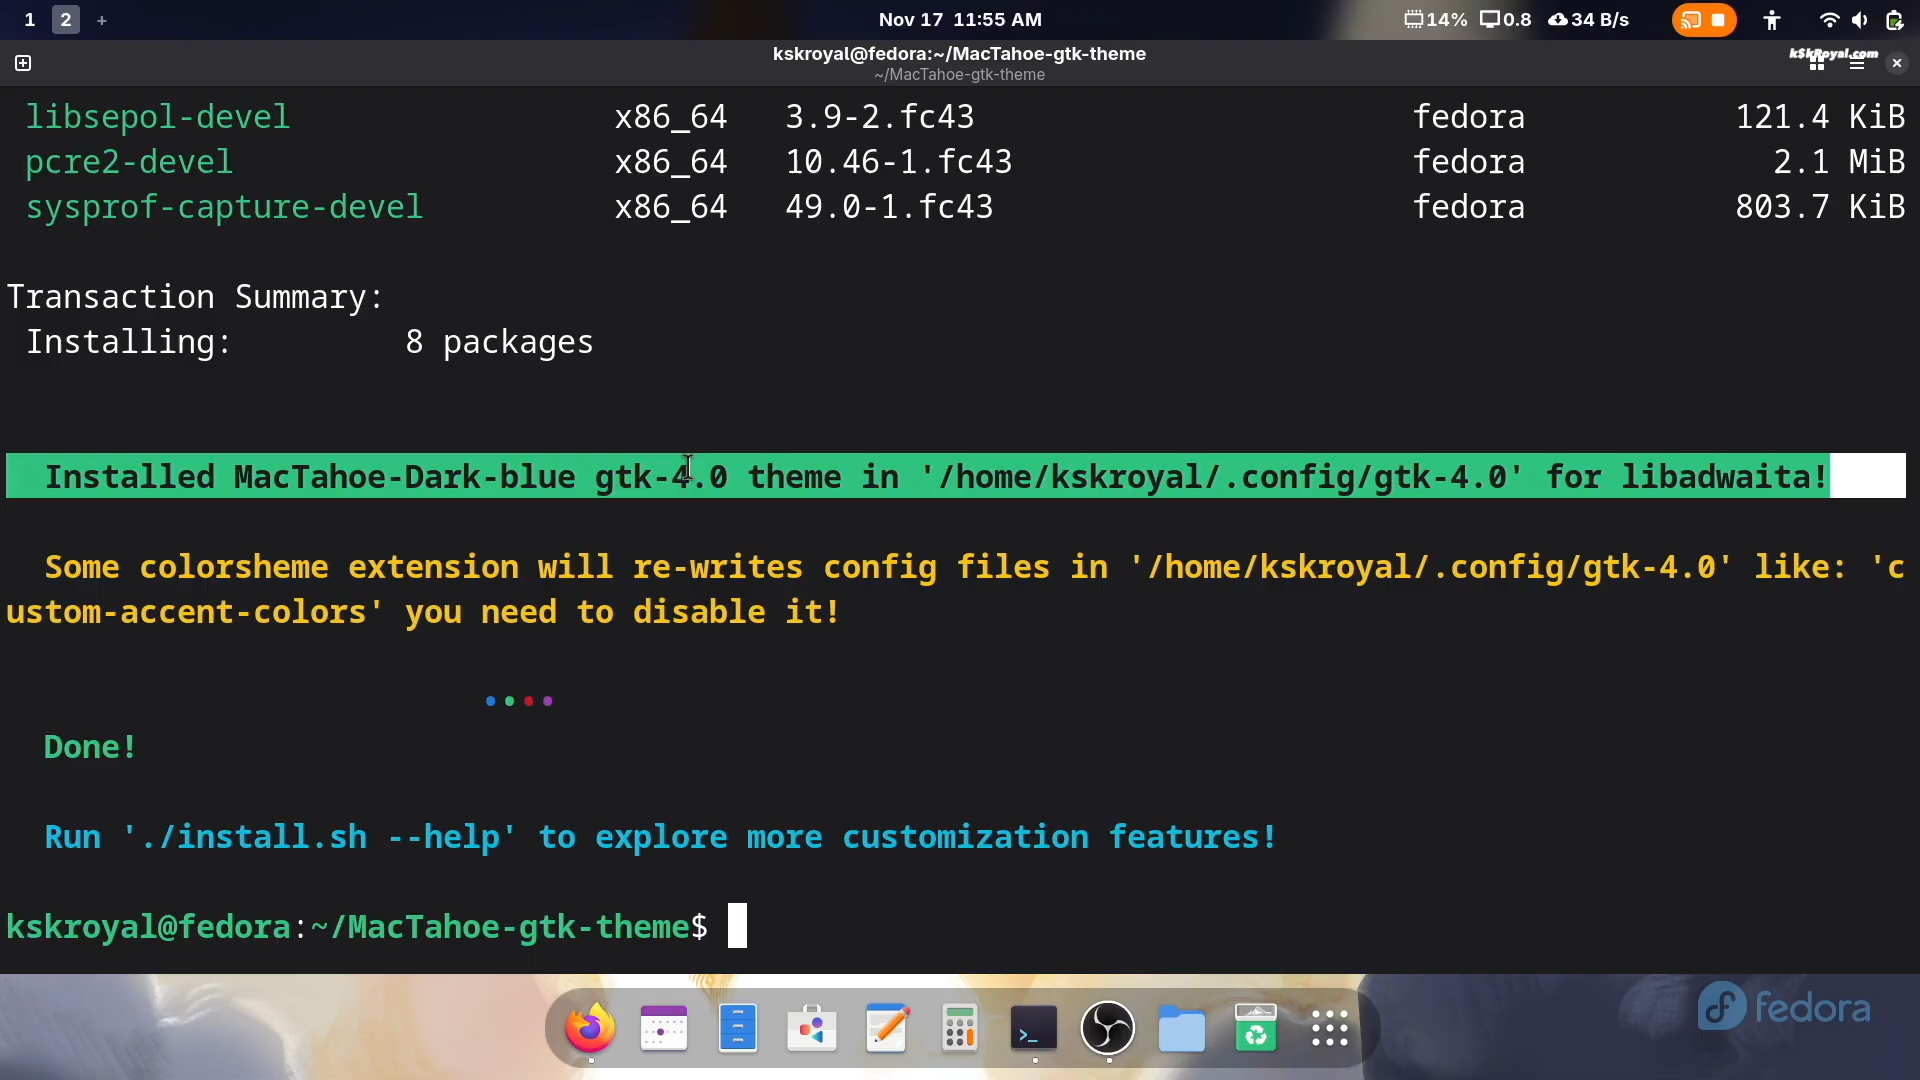 1 2 + Nov 17 11:55 AM 14% 0.8 34 B/s
kskroyal@fedora:~/MacTahoe-gtk-theme
~/MacTahoe-gtk-theme
kskRoyal.com
libsepol-devel x86_64 3.9-2.fc43 fedora 121.4 KiB
pcre2-devel x86_64 10.46-1.fc43 fedora 2.1 MiB
sysprof-capture-devel x86_64 49.0-1.fc43 fedora 803.7 KiB
Transaction Summary:
Installing: 8 packages
Installed MacTahoe-Dark-blue gtk-4.0 theme in '/home/kskroyal/.config/gtk-4.0' for libadwaita!
Some colorsheme extension will re-writes config files in '/home/kskroyal/.config/gtk-4.0' like: 'c
ustom-accent-colors' you need to disable it!
Done!
Run './install.sh --help' to explore more customization features!
kskroyal@fedora:~/MacTahoe-gtk-theme$
>_
fedora